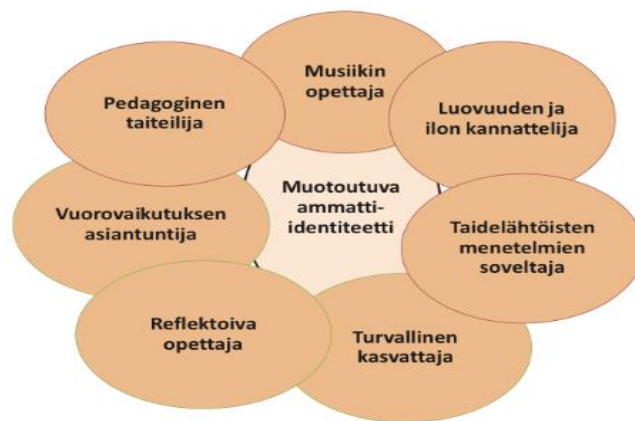 Musiikin
opettaja
Pedagoginen
taiteilija
Luovuuden ja
ilon kannattelija
Muotoutuva
ammatti-
identiteetti
Vuorovaikutuksen
asiantuntija
Taidelähtöisten
menetelmien
soveltaja
Reflektoiva
opettaja
Turvallinen
kasvattaja